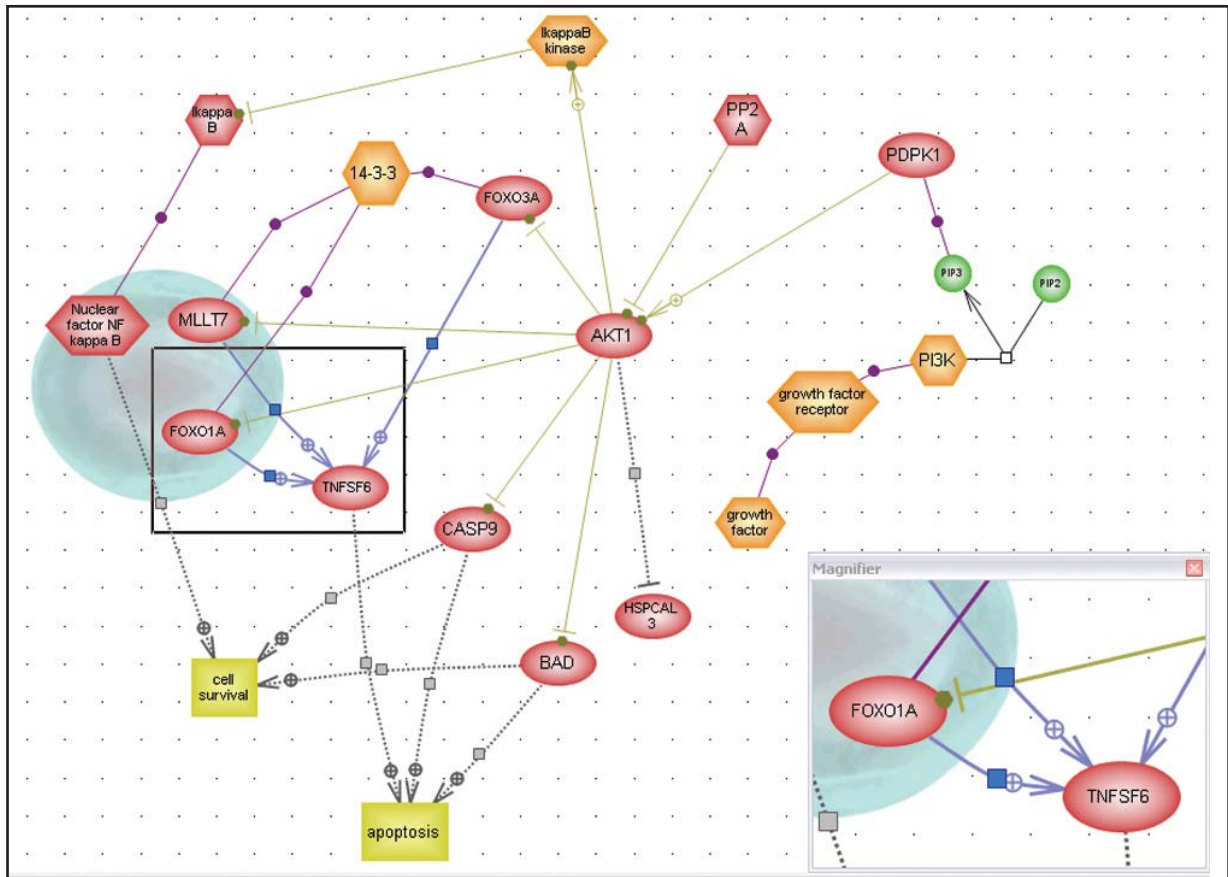 IkappaB
kinase
Ikappa
B
PP2
A
PDPK1
14-3-3
FOXO3A
PIP3
PIP2
Nuclear
factor NF
kappa B
MLLT7
AKT1
PI3K
growth factor
receptor
FOXO1A
TNFSF6
CASP9
growth
factor
HSPCAL
3
BAD
cell
survival
apoptosis
Magnifier
FOXO1A
TNFSF6